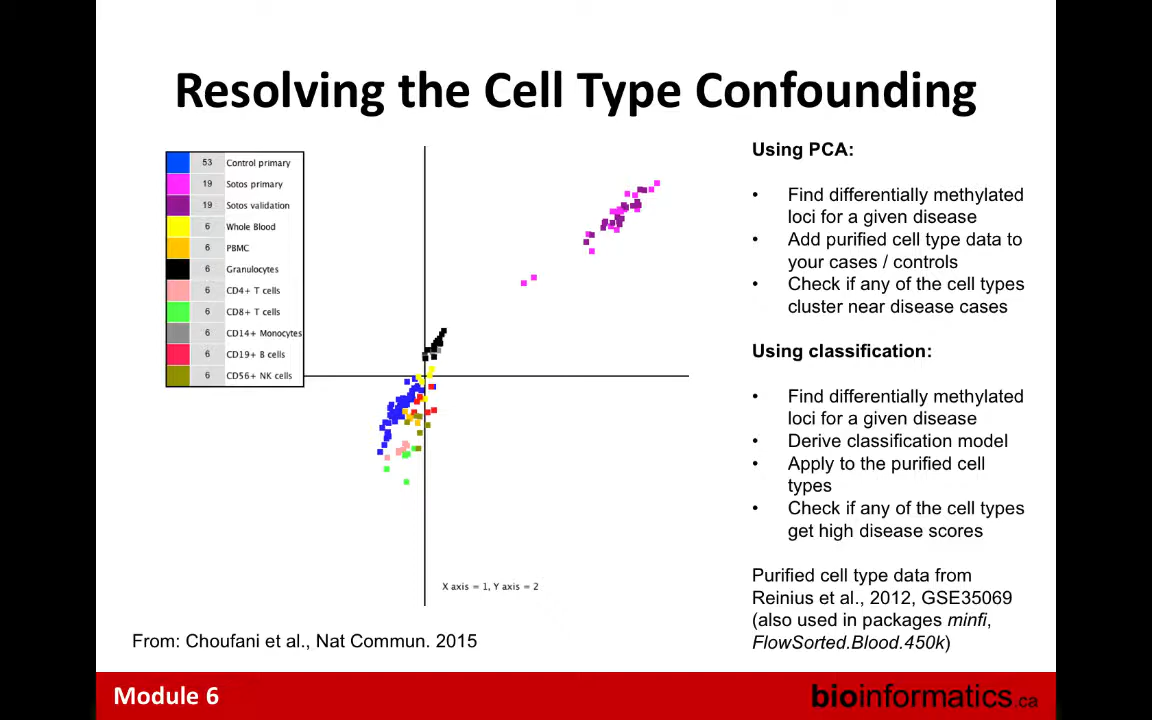 Resolving the Cell Type Confounding
53 Control primary
19 Sotos primary
19 Sotos validation
6 Whole Blood
6 PBMC
6 Granulocytes
6 CD4+ T cells
6 CD8+ T cells
6 CD14+ Monocytes
6 CD19+ B cells
6 CD56+ NK cells
X axis = 1, Y axis = 2
From: Choufani et al., Nat Commun. 2015
Using PCA:
• Find differentially methylated
loci for a given disease
• Add purified cell type data to
your cases / controls
• Check if any of the cell types
cluster near disease cases
Using classification:
• Find differentially methylated
loci for a given disease
• Derive classification model
• Apply to the purified cell
types
• Check if any of the cell types
get high disease scores
Purified cell type data from
Reinius et al., 2012, GSE35069
(also used in packages minfi,
FlowSorted.Blood.450k)
Module 6
bioinformatics.ca